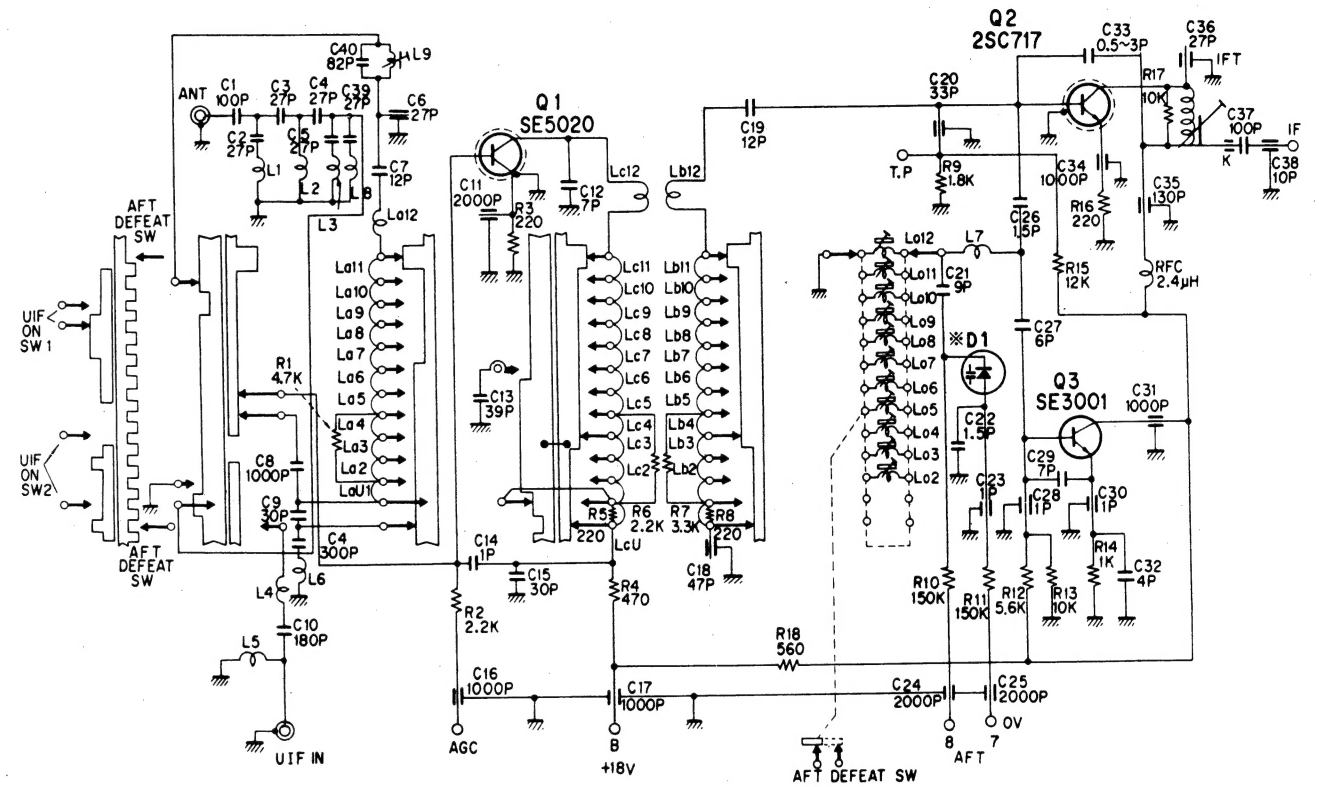 ANT
C1
100P
C2
27P
C3
27P
C4
27P
C39
27P
C5
27P
L1
L2
L3
L8
C40
82P
L9
C6
27P
C7
12P
AFT
DEFEAT
SW
UIF
ON
SW1
UIF
ON
SW2
AFT
DEFEAT
SW
La12
La11
La10
La9
La8
La7
La6
La5
La4
La3
La2
LaU1
R1
4.7K
C8
1000P
C9
30P
C4
300P
L6
L4
C10
180P
L5
UIF IN
Q1
SE5020
C11
2000P
R3
220
C12
7P
C13
39P
C14
1P
C15
30P
R2
2.2K
C16
1000P
AGC
Lc12
Lc11
Lc10
Lc9
Lc8
Lc7
Lc6
Lc5
Lc4
Lc3
Lc2
LcU
R5
220
R6
2.2K
R4
470
C17
1000P
B
+18V
Lb12
Lb11
Lb10
Lb9
Lb8
Lb7
Lb6
Lb5
Lb4
Lb3
Lb2
R7
3.3K
R8
220
C18
47P
C19
12P
R18
560
Q2
2SC717
C33
0.5~3P
C36
27P
IFT
C20
33P
T.P
R9
1.8K
R17
10K
C34
1000P
R16
220
C37
100P
K
IF
C38
10P
C35
130P
RFC
2.4μH
C26
1.5P
R15
12K
L7
C21
9P
C27
6P
Lo12
Lo11
Lo10
Lo9
Lo8
Lo7
Lo6
Lo5
Lo4
Lo3
Lo2
※D1
C22
1.5P
C23
1P
C28
1P
C29
7P
Q3
SE3001
C31
1000P
C30
1P
R14
1K
C32
4P
R10
150K
R11
150K
R12
5.6K
R13
10K
C24
2000P
C25
2000P
8
7
0V
AFT
AFT DEFEAT SW